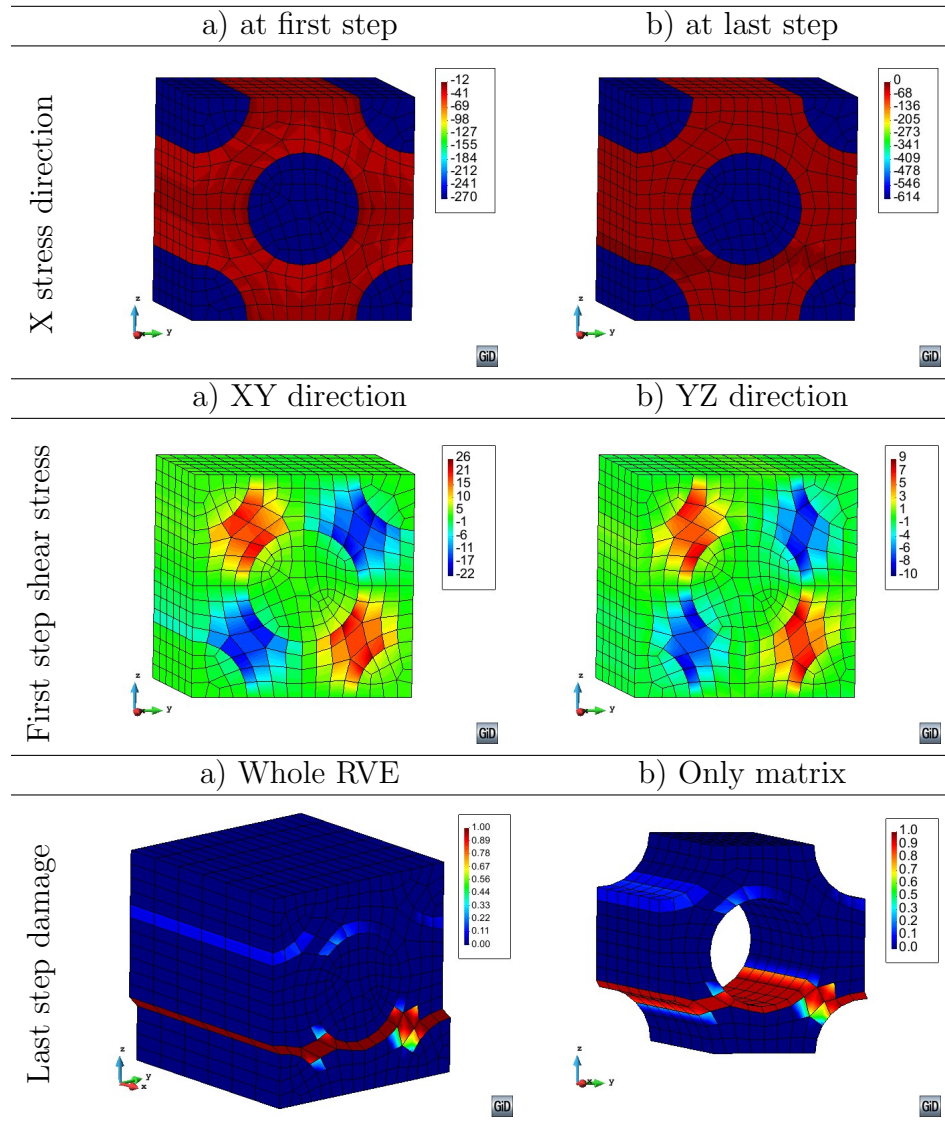 a) at first step
b) at last step
X stress direction
-12
-41
-69
-98
-127
-155
-184
-212
-241
-270
z
x
y
GiD
0
-68
-136
-205
-273
-341
-409
-478
-546
-614
z
x
y
GiD
a) XY direction
b) YZ direction
First step shear stress
26
21
15
10
5
-1
-6
-11
-17
-22
z
x
y
GiD
9
7
5
3
1
-1
-4
-6
-8
-10
z
x
y
GiD
a) Whole RVE
b) Only matrix
Last step damage
1.00
0.89
0.78
0.67
0.56
0.44
0.33
0.22
0.11
0.00
z
y
x
GiD
1.0
0.9
0.8
0.7
0.6
0.4
0.3
0.2
0.1
0.0
z
x
y
GiD